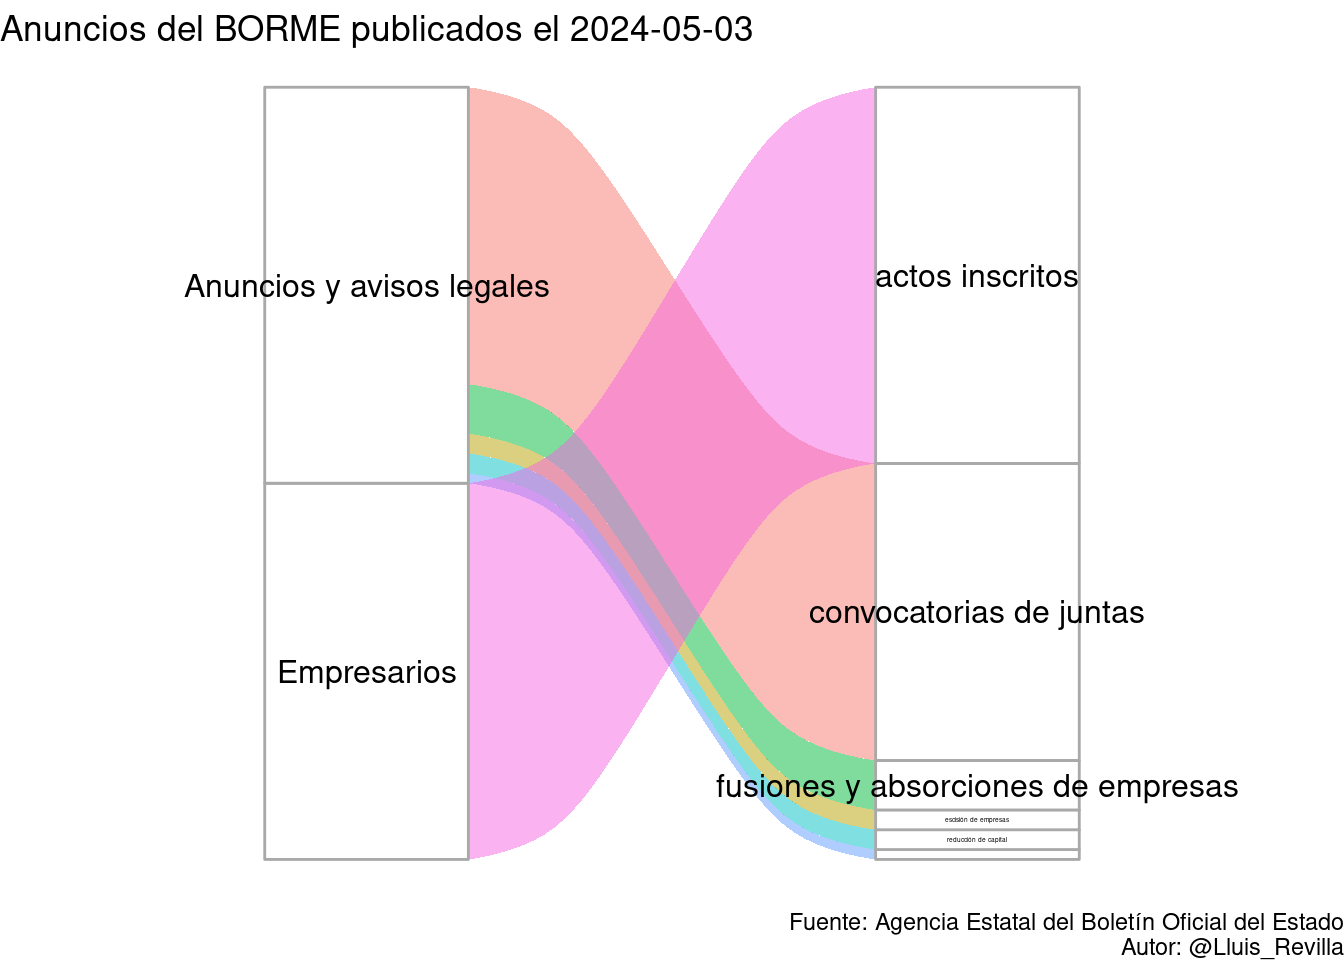 Anuncios del BORME publicados el 2024-05-03
Anuncios y avisos legales
actos inscritos
convocatorias de juntas
Empresarios
fusiones y absorciones de empresas
escisión de empresas
reducción de capital
Fuente: Agencia Estatal del Boletín Oficial del Estado
Autor: @Lluis_Revilla